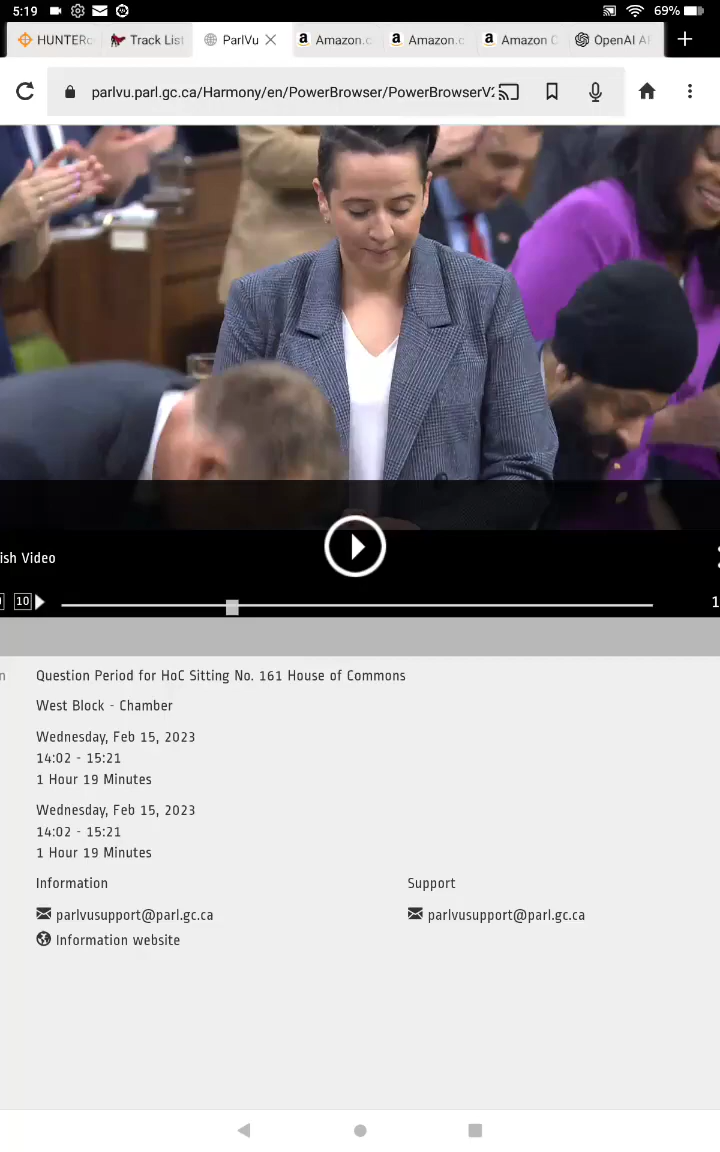 5:19 69%
HUNTERc Track List ParlVu Amazon.c Amazon.c Amazon OpenAI
parlvu.parl.gc.ca/Harmony/en/PowerBrowser/PowerBrowserV
ish Video
10 1
n Question Period for HoC Sitting No. 161 House of Commons
West Block - Chamber
Wednesday, Feb 15, 2023
14:02 - 15:21
1 Hour 19 Minutes
Wednesday, Feb 15, 2023
14:02 - 15:21
1 Hour 19 Minutes
Information Support
parlvusupport@parl.gc.ca parlvusupport@parl.gc.ca
Information website